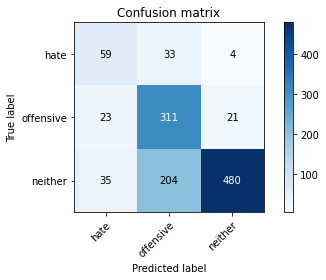 Confusion matrix
hate 59 33 4
offensive 23 311 21
neither 35 204 480
hate offensive neither
True label
Predicted label
400
300
200
100